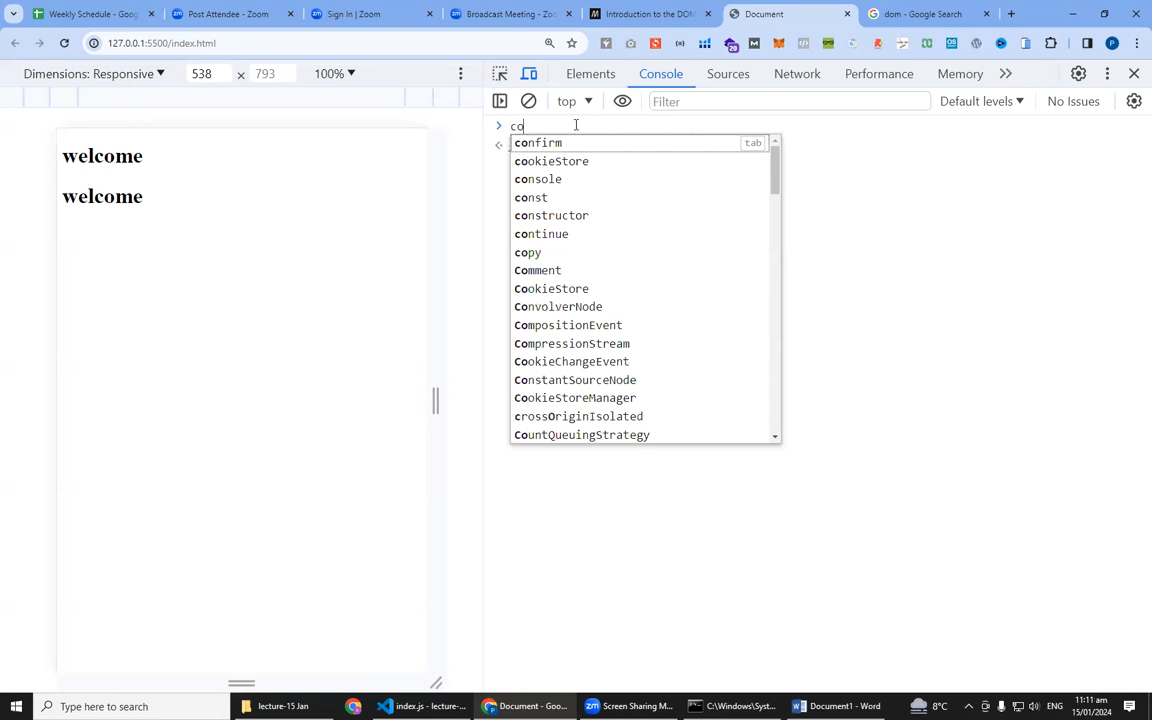 Weekly Schedule - Goog
Post Attendee - Zoom
Sign in | Zoom
Broadcast Meeting - Zoo
Introduction to the DOM
Document
dom - Google Search
127.0.0.1:5500/index.html
Dimensions: Responsive
538 × 793 100%
Elements Console Sources Network Performance Memory
top Filter Default levels No Issues
co
confirm tab
cookieStore
console
const
constructor
continue
copy
Comment
CookieStore
ConvolverNode
CompositionEvent
CompressionStream
CookieChangeEvent
ConstantSourceNode
CookieStoreManager
crossOriginIsolated
CountQueuingStrategy
welcome
welcome
Type here to search
lecture-15 Jan
index.js - lecture-...
Document - Goo...
Screen Sharing M...
C:\Windows\Syst...
Document1 - Word
8°C
ENG
11:11 am
15/01/2024